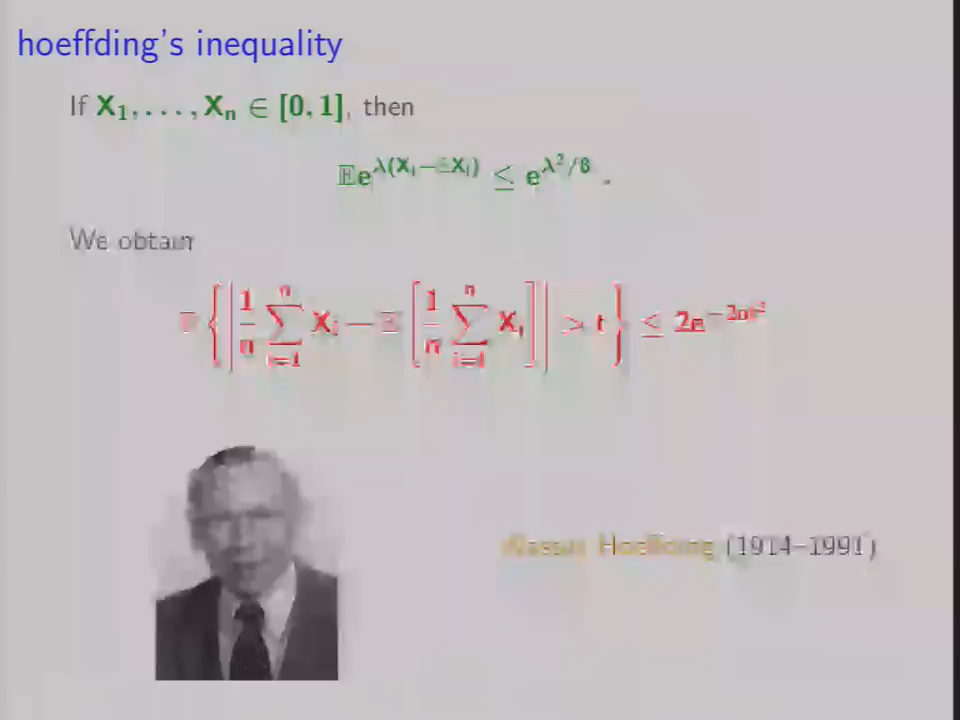 hoeffding's inequality
If X₁, . . . , Xₙ ∈ [0, 1], then
𝔼e^{λ(Xᵢ−𝔼Xᵢ)} ≤ e^{λ²/8} .
We obtain
ℙ { | 1/n ∑_{i=1}^{n} Xᵢ − 𝔼 [ 1/n ∑_{i=1}^{n} Xᵢ ] | > t } ≤ 2e^{−2nt²}
Hoeffding (1914–1991)